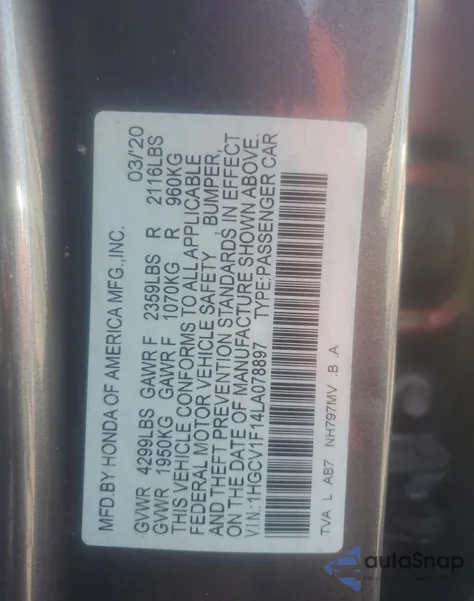 MFD.BY HONDA OF AMERICA MFG.,INC. 03/'20
GVWR 4299LBS GAWR F 2359LBS R 2116LBS
GVWR 1950KG GAWR F 1070KG R 960KG
THIS VEHICLE CONFORMS TO ALL APPLICABLE
FEDERAL MOTOR VEHICLE SAFETY , BUMPER,
AND THEFT PREVENTION STANDARDS IN EFFECT
ON THE DATE OF MANUFACTURE SHOWN ABOVE.
V.I.N.:1HGCV1F14LA078897 TYPE:PASSENGER CAR
TVA L AB7 NH797MV .B .A
autoSnap